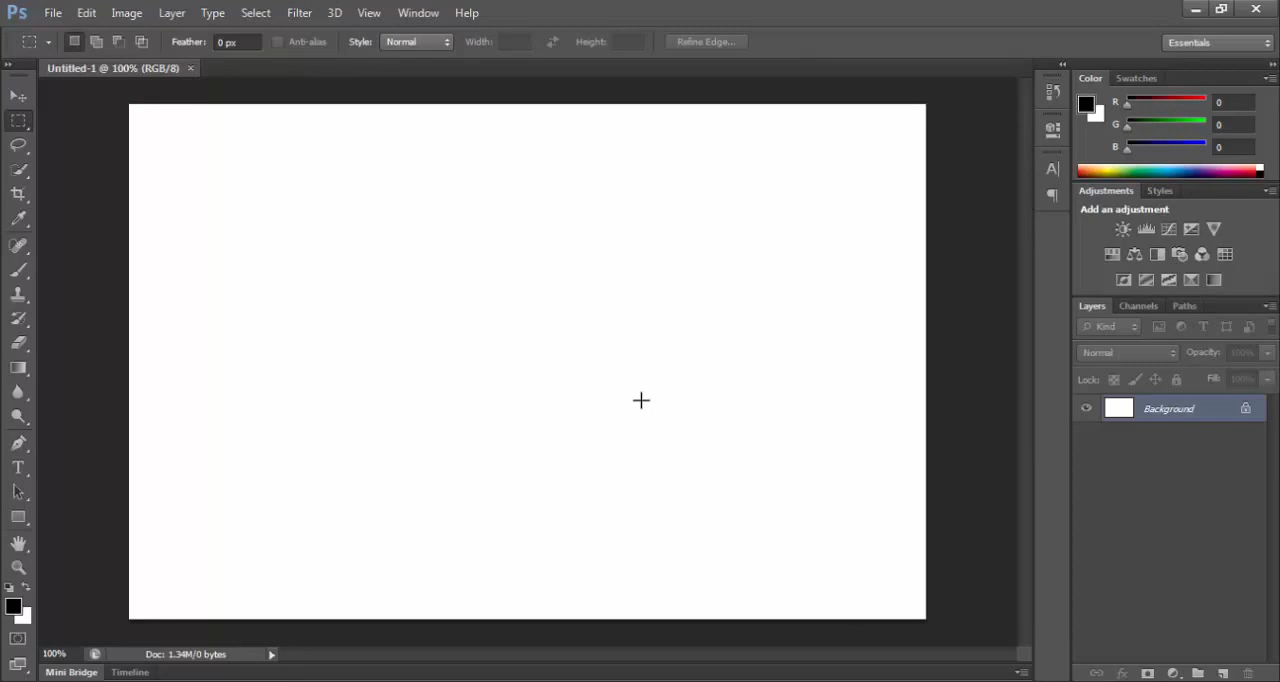 Ps File Edit Image Layer Type Select Filter 3D View Window Help
Feather: 0 px Anti-alias Style: Normal Width: Height: Refine Edge... Essentials
Untitled-1 @ 100% (RGB/8) ×
Color Swatches
R 0
G 0
B 0
Adjustments Styles
Add an adjustment
Layers Channels Paths
Kind
Normal Opacity: 100%
Lock: Fill: 100%
Background
100% Doc: 1.34M/0 bytes
Mini Bridge Timeline